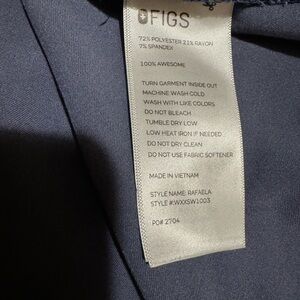 FIGS
72% POLYESTER 21% RAYON
7% SPANDEX
100% AWESOME
TURN GARMENT INSIDE OUT
MACHINE WASH COLD
WASH WITH LIKE COLORS
DO NOT BLEACH
TUMBLE DRY LOW
LOW HEAT IRON IF NEEDED
DO NOT DRY CLEAN
DO NOT USE FABRIC SOFTENER
MADE IN VIETNAM
STYLE NAME: RAFAELA
STYLE #:WXXSW1003
PO# 2704